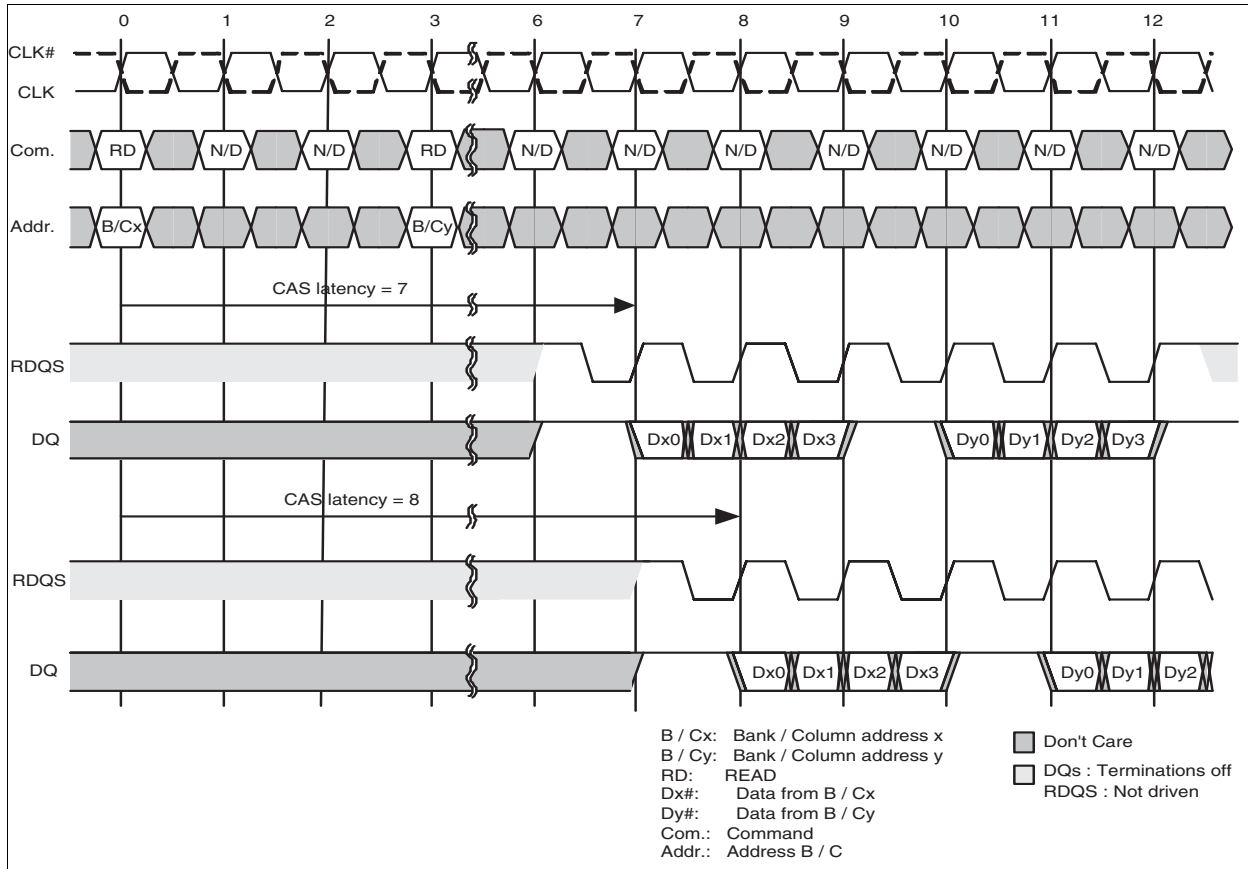 0 1 2 3 6 7 8 9 10 11 12
CLK#
CLK
Com. RD N/D N/D RD N/D N/D N/D N/D N/D N/D N/D
Addr. B/Cx B/Cy
CAS latency = 7
RDQS
DQ Dx0 Dx1 Dx2 Dx3 Dy0 Dy1 Dy2 Dy3
CAS latency = 8
RDQS
DQ Dx0 Dx1 Dx2 Dx3 Dy0 Dy1 Dy2
B / Cx: Bank / Column address x
B / Cy: Bank / Column address y
RD: READ
Dx#: Data from B / Cx
Dy#: Data from B / Cy
Com.: Command
Addr.: Address B / C
Don't Care
DQs : Terminations off
RDQS : Not driven